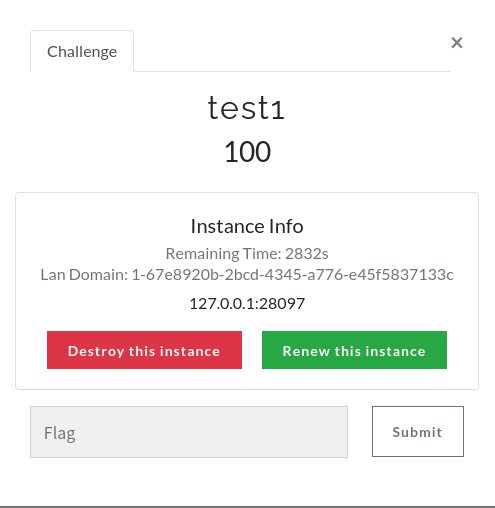 Challenge
×
test1
100
Instance Info
Remaining Time: 2832s
Lan Domain: 1-67e8920b-2bcd-4345-a776-e45f5837133c
127.0.0.1:28097
Destroy this instance
Renew this instance
Flag
Submit